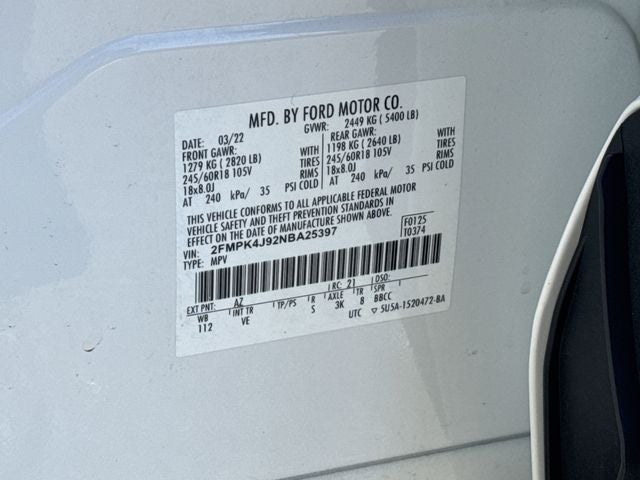 MFD. BY FORD MOTOR CO.
DATE: 03/22 GVWR: 2449 KG ( 5400 LB)
FRONT GAWR: WITH REAR GAWR: WITH
1279 KG ( 2820 LB) TIRES 1198 KG ( 2640 LB) TIRES
245/60R18 105V RIMS 245/60R18 105V RIMS
18x8.0J 18x8.0J
AT 240 kPa/ 35 PSI COLD AT 240 kPa/ 35 PSI COLD
THIS VEHICLE CONFORMS TO ALL APPLICABLE FEDERAL MOTOR
VEHICLE SAFETY AND THEFT PREVENTION STANDARDS IN
EFFECT ON THE DATE OF MANUFACTURE SHOWN ABOVE. F0125
VIN: 2FMPK4J92NBA25397 10374
TYPE: MPV
EXT PNT: AZ RC: 21 DSO:
WB INT TR TP/PS R AXLE TR SPR
112 VE S 3K 8 BBCC
UTC ▽5U5A-1520472-BA